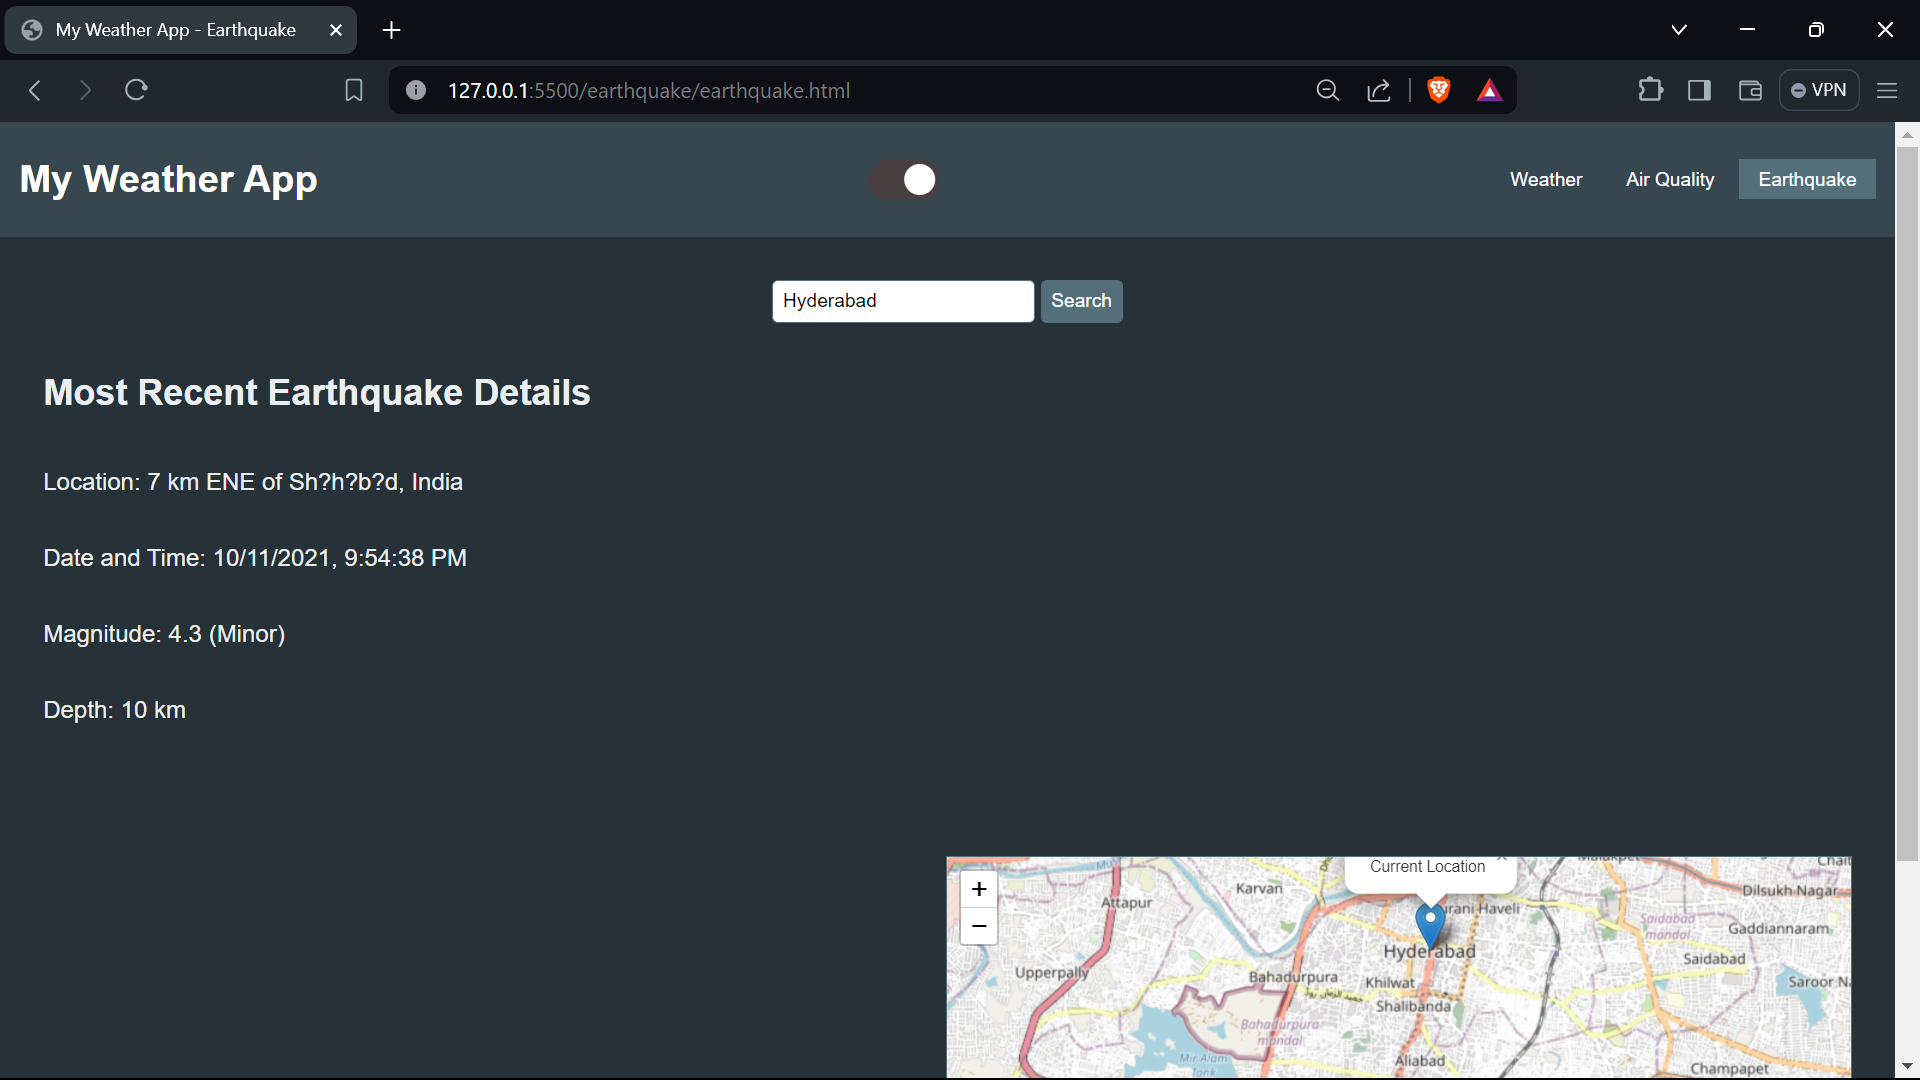 My Weather App - Earthquake
127.0.0.1:5500/earthquake/earthquake.html
VPN
My Weather App
Weather Air Quality Earthquake
Hyderabad Search
Most Recent Earthquake Details
Location: 7 km ENE of Sh?h?b?d, India
Date and Time: 10/11/2021, 9:54:38 PM
Magnitude: 4.3 (Minor)
Depth: 10 km
+
−
Current Location
Karvan
Dilsukh Nagar
Attapur
urani Haveli
Saidabad
mandal
Gaddiannaram
Hyderabad
Saidabad
Upperpally
Bahadurpura
Khilwat
Saroor Na
Shalibanda
Bahadurpura
mandal
Mir Alam
Tank
Aliabad
Champapet